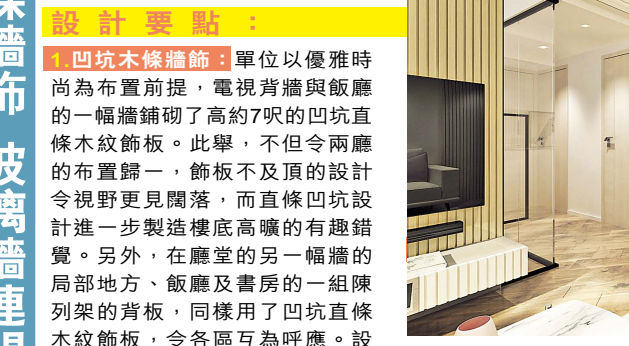 設計要點：
1.凹坑木條牆飾：單位以優雅時
尚為布置前提，電視背牆與飯廳
的一幅牆鋪砌了高約7呎的凹坑直
條木紋飾板。此舉，不但令兩廳
的布置歸一，飾板不及頂的設計
令視野更見闊落，而直條凹坑設
計進一步製造樓底高曠的有趣錯
覺。另外，在廳堂的另一幅牆的
局部地方、飯廳及書房的一組陳
列架的背板，同樣用了凹坑直條
木紋飾板，令各區互為呼應。設
牆飾 玻璃牆連